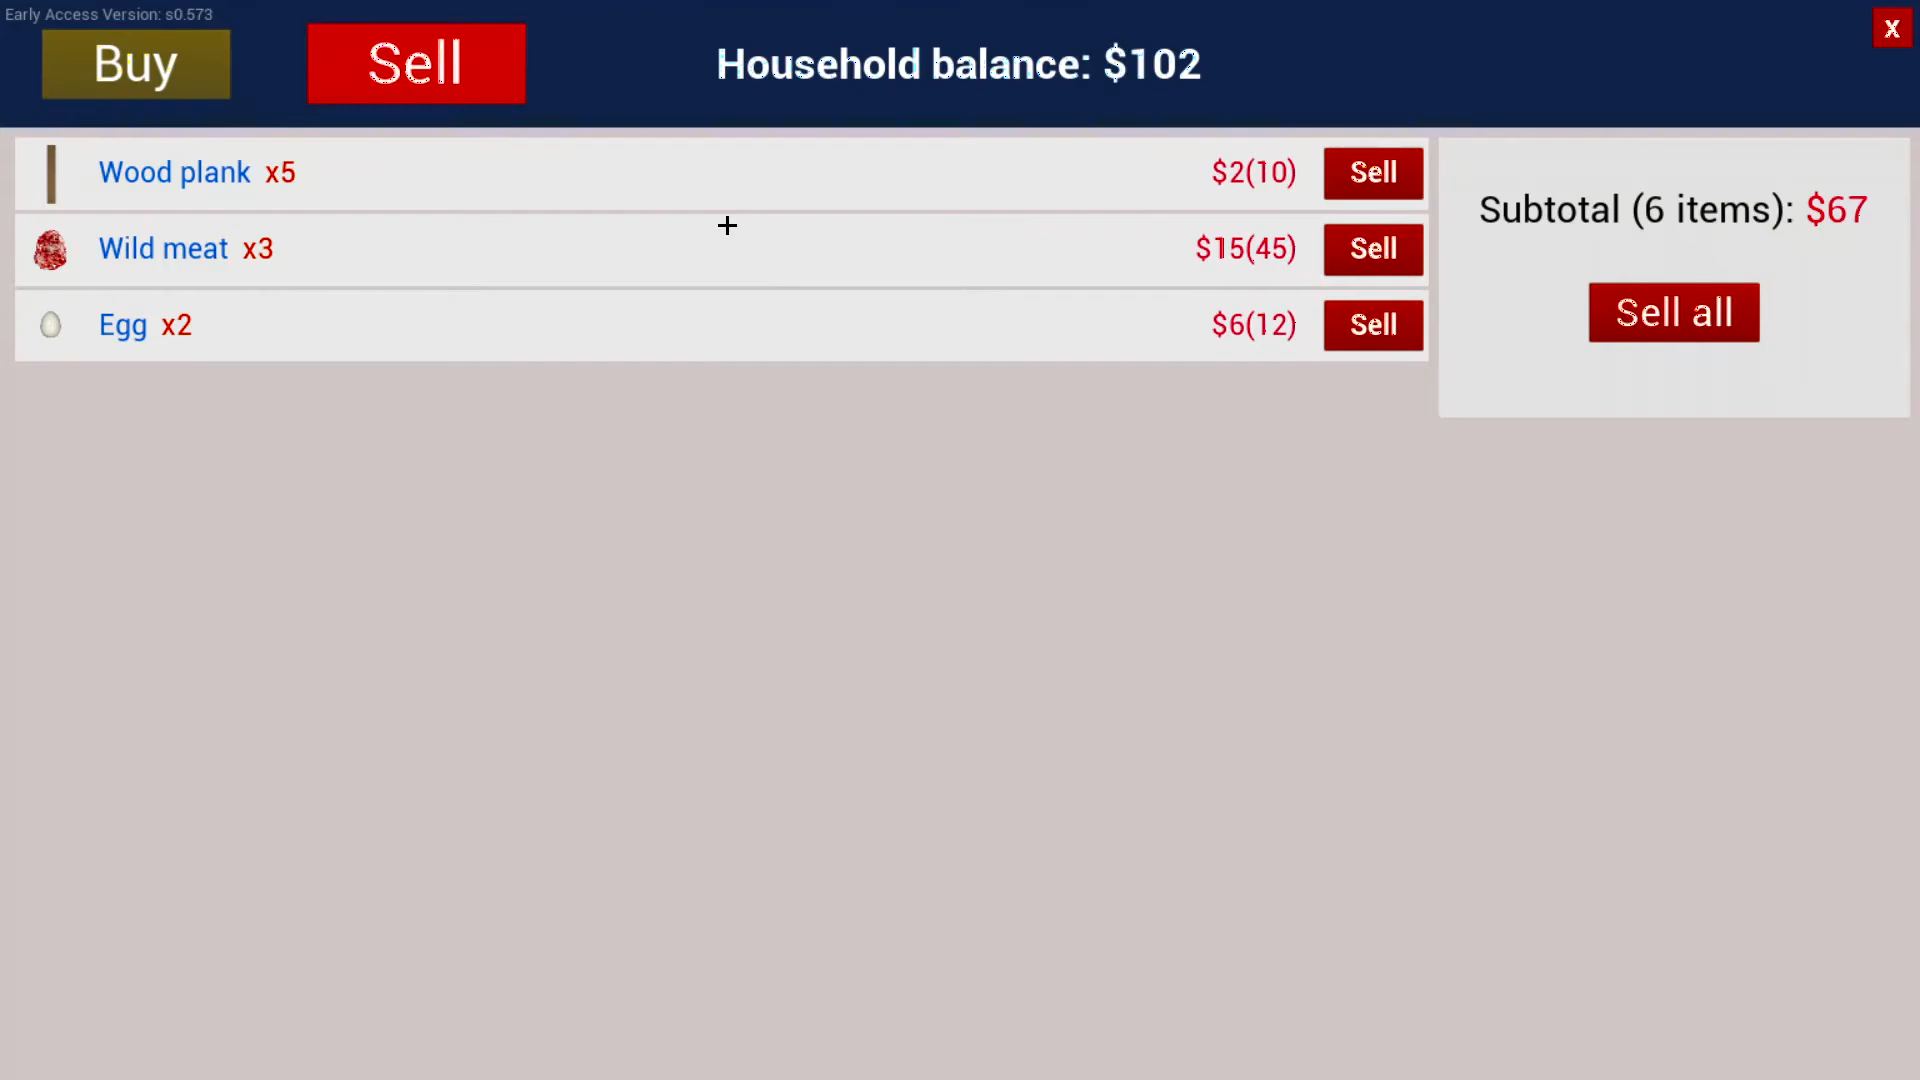 Early Access Version: s0.573
Buy
Sell
Household balance: $102
X
Wood plank x5 $2(10) Sell
Wild meat x3 $15(45) Sell
Egg x2 $6(12) Sell
Subtotal (6 items): $67
Sell all